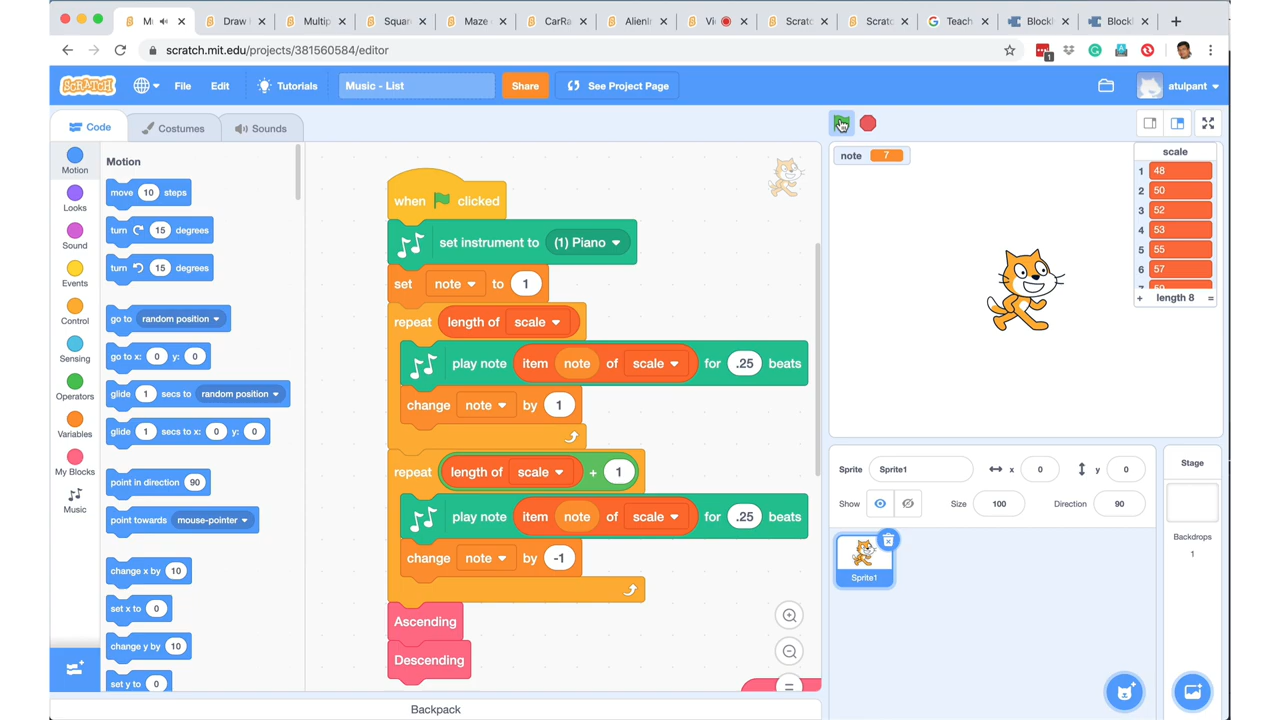 M
Draw
Multip
Squar
Maze
CarRa
AlienI
Vi
Scrat
Scrat
Teach
Block
Block
scratch.mit.edu/projects/381560584/editor
1
SCRATCH
File
Edit
Tutorials
Music - List
Share
See Project Page
atulpant
Code
Costumes
Sounds
Motion
Looks
Sound
Events
Control
Sensing
Operators
Variables
My Blocks
Music
Motion
move 10 steps
turn 15 degrees
turn 15 degrees
go to random position
go to x: 0 y: 0
glide 1 secs to random position
glide 1 secs to x: 0 y: 0
point in direction 90
point towards mouse-pointer
change x by 10
set x to 0
change y by 10
set y to 0
when clicked
set instrument to (1) Piano
set note to 1
repeat length of scale
play note item note of scale for .25 beats
change note by 1
repeat length of scale + 1
play note item note of scale for .25 beats
change note by -1
Ascending
Descending
note 7
scale
1 48
2 50
3 52
4 53
5 55
6 57
7 59
+ length 8 =
Sprite Sprite1 x 0 y 0
Show Size 100 Direction 90
Sprite1
Stage
Backdrops
1
Backpack